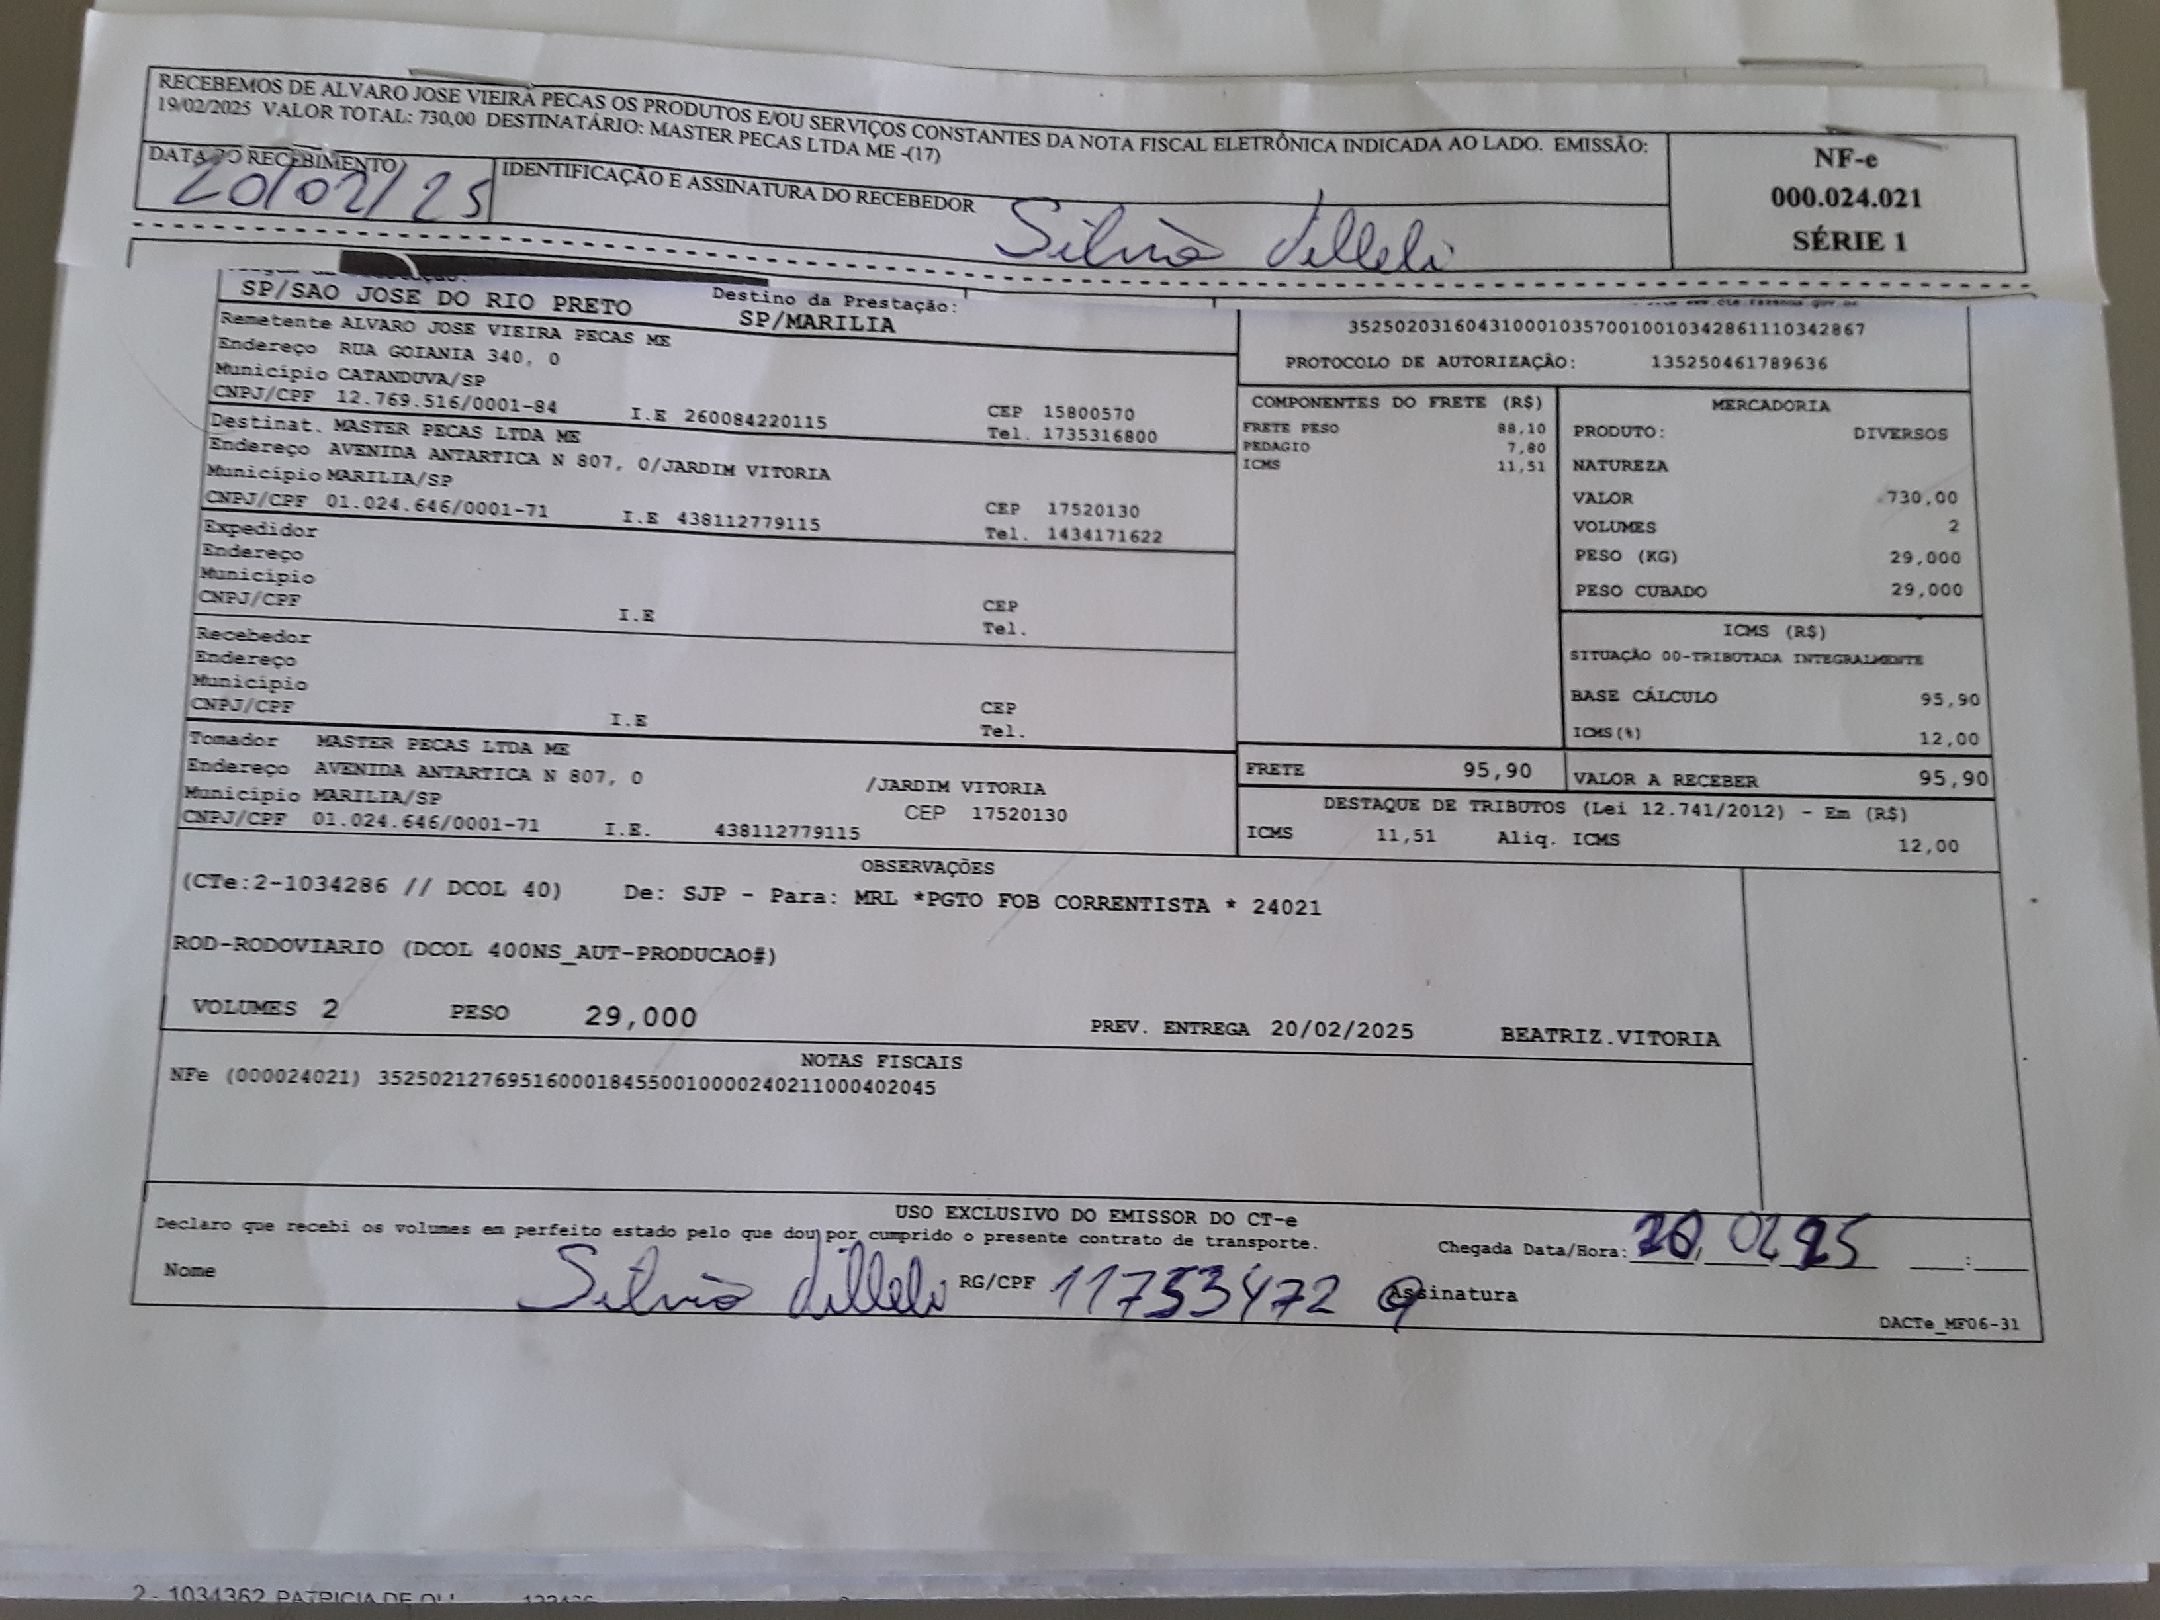 RECEBEMOS DE ALVARO JOSE VIEIRA PECAS OS PRODUTOS E/OU SERVIÇOS CONSTANTES DA NOTA FISCAL ELETRÔNICA INDICADA AO LADO. EMISSÃO:
19/02/2025 VALOR TOTAL: 730,00 DESTINATÁRIO: MASTER PECAS LTDA ME -(17)
DATA DO RECEBIMENTO
20/02/25
IDENTIFICAÇÃO E ASSINATURA DO RECEBEDOR
Silvio
NF-e
000.024.021
SÉRIE 1
SP/SAO JOSE DO RIO PRETO
Destino da Prestação:
SP/MARILIA
Remetente ALVARO JOSE VIEIRA PECAS ME
Endereço RUA GOIANIA 340, 0
Município CATANDUVA/SP
CNPJ/CPF 12.769.516/0001-84 I.E 260084220115
CEP 15800570
Tel. 1735316800
Destinat. MASTER PECAS LTDA ME
Endereço AVENIDA ANTARTICA N 807, 0/JARDIM VITORIA
Município MARILIA/SP
CNPJ/CPF 01.024.646/0001-71 I.E 438112779115
CEP 17520130
Tel. 1434171622
Expedidor
Endereço
Município
CNPJ/CPF I.E
CEP
Tel.
Recebedor
Endereço
Município
CNPJ/CPF I.E
CEP
Tel.
Tomador MASTER PECAS LTDA ME
Endereço AVENIDA ANTARTICA N 807, 0 /JARDIM VITORIA
Município MARILIA/SP CEP 17520130
CNPJ/CPF 01.024.646/0001-71 I.E. 438112779115
35250203160431000103570010010342861110342867
PROTOCOLO DE AUTORIZAÇÃO: 135250461789636
COMPONENTES DO FRETE (R$)
FRETE PESO 88,10
PEDAGIO 7,80
ICMS 11,51
MERCADORIA
PRODUTO: DIVERSOS
NATUREZA
VALOR 730,00
VOLUMES 2
PESO (KG) 29,000
PESO CUBADO 29,000
ICMS (R$)
SITUAÇÃO 00-TRIBUTADA INTEGRALMENTE
BASE CÁLCULO 95,90
ICMS(%) 12,00
FRETE 95,90
VALOR A RECEBER 95,90
DESTAQUE DE TRIBUTOS (Lei 12.741/2012) - Em (R$)
ICMS 11,51 Aliq. ICMS 12,00
OBSERVAÇÕES
(CTe:2-1034286 // DCOL 40) De: SJP - Para: MRL *PGTO FOB CORRENTISTA * 24021
ROD-RODOVIARIO (DCOL 400NS_AUT-PRODUCAO#)
VOLUMES 2 PESO 29,000 PREV. ENTREGA 20/02/2025 BEATRIZ.VITORIA
NOTAS FISCAIS
NFe (000024021) 35250212769516000184550010000240211000402045
USO EXCLUSIVO DO EMISSOR DO CT-e
Declaro que recebi os volumes em perfeito estado pelo que dou por cumprido o presente contrato de transporte.
Chegada Data/Hora: 20, 02 25 :
Nome Silvio RG/CPF 11753472 9 Assinatura
DACTe_MF06-31
2 - 1034362 PATRICIA DE